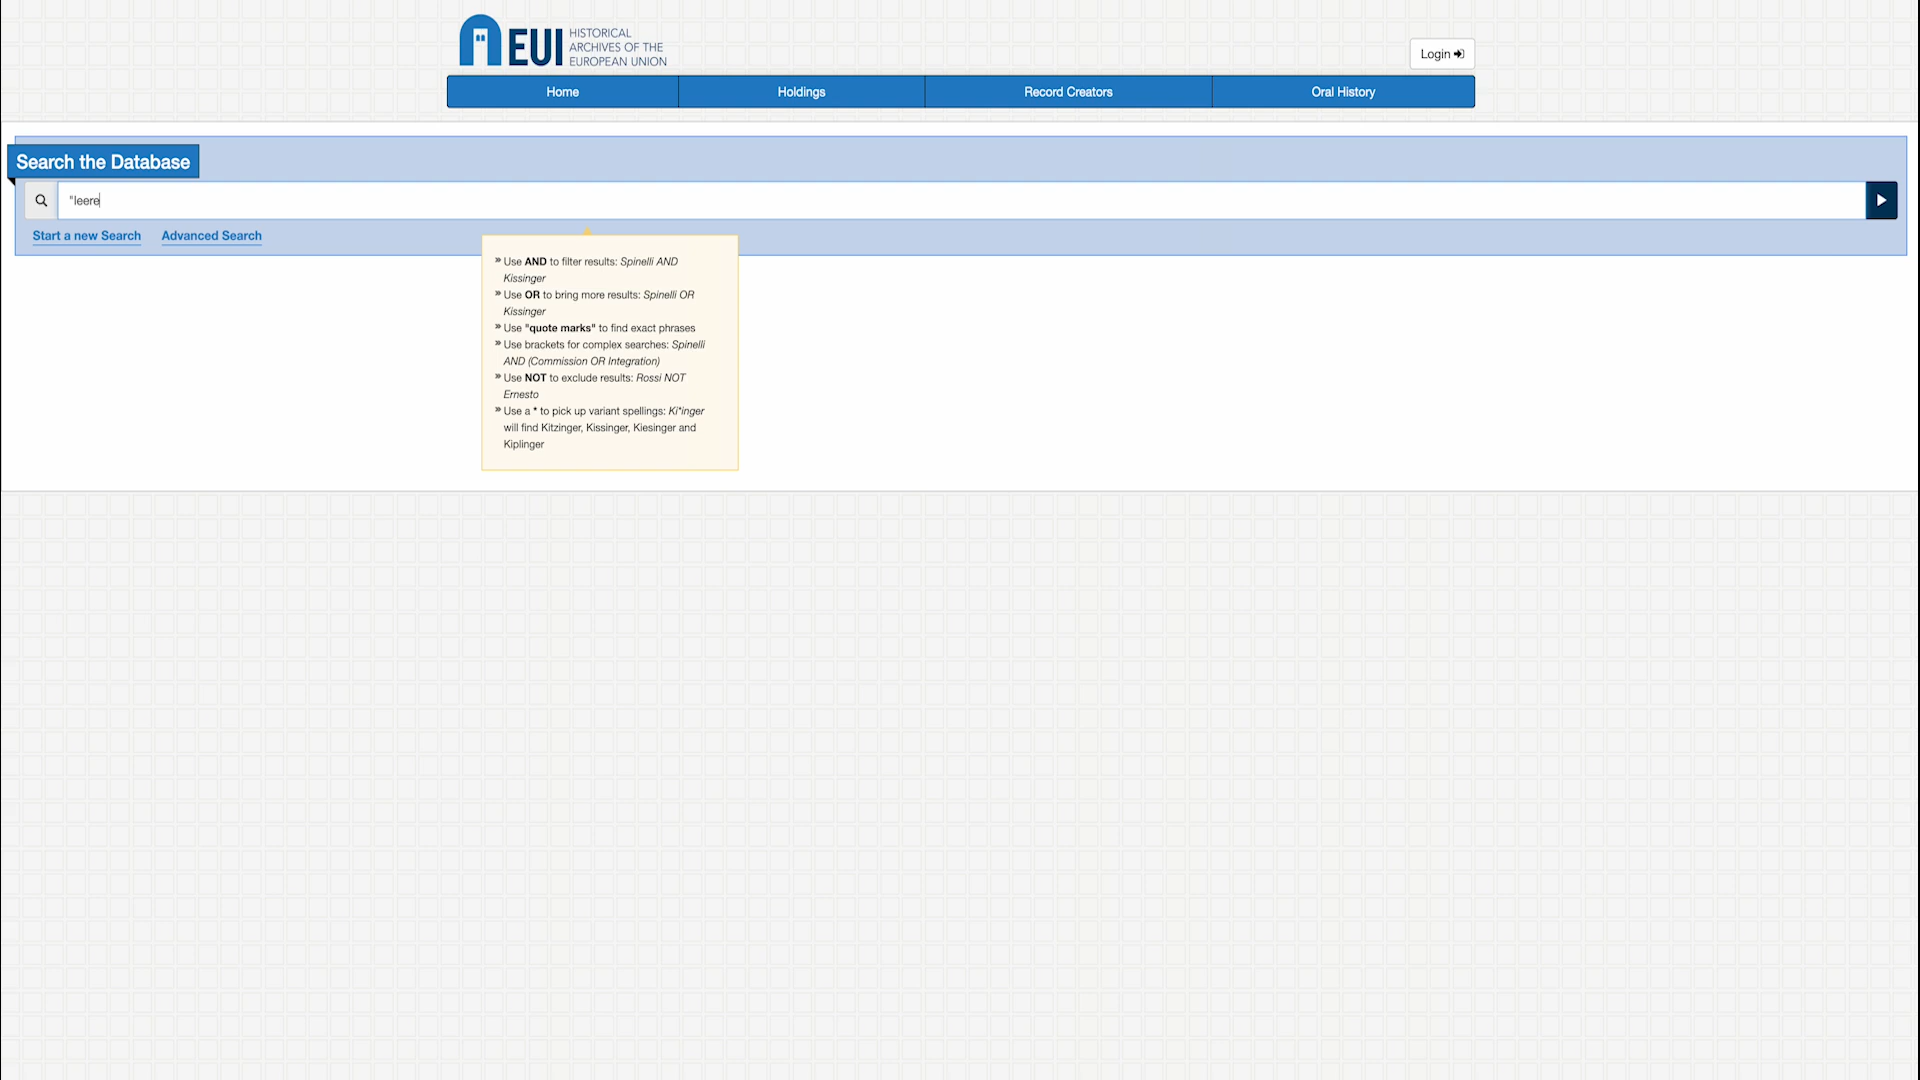 EUI HISTORICAL
ARCHIVES OF THE
EUROPEAN UNION
Login
Home Holdings Record Creators Oral History
Search the Database
"leere
Start a new Search Advanced Search
» Use AND to filter results: Spinelli AND
Kissinger
» Use OR to bring more results: Spinelli OR
Kissinger
» Use "quote marks" to find exact phrases
» Use brackets for complex searches: Spinelli
AND (Commission OR Integration)
» Use NOT to exclude results: Rossi NOT
Ernesto
» Use a * to pick up variant spellings: Ki*inger
will find Kitzinger, Kissinger, Kiesinger and
Kiplinger